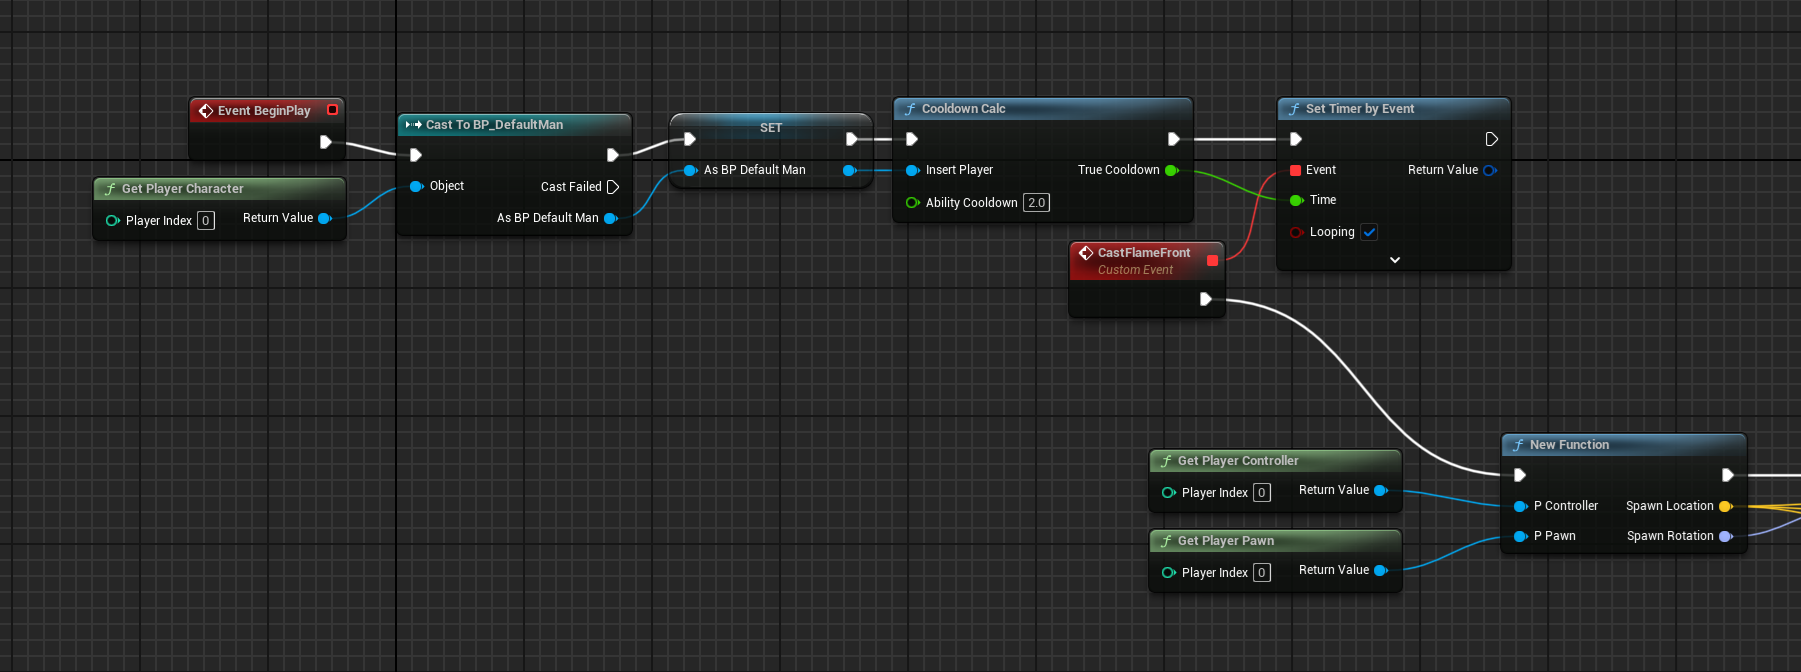 Event BeginPlay
Get Player Character
Player Index 0
Return Value
Cast To BP_DefaultMan
Object
Cast Failed
As BP Default Man
SET
As BP Default Man
Cooldown Calc
Insert Player
True Cooldown
Ability Cooldown 2.0
Set Timer by Event
Event
Return Value
Time
Looping
CastFlameFront
Custom Event
Get Player Controller
Player Index 0
Return Value
Get Player Pawn
Player Index 0
Return Value
New Function
P Controller
Spawn Location
P Pawn
Spawn Rotation